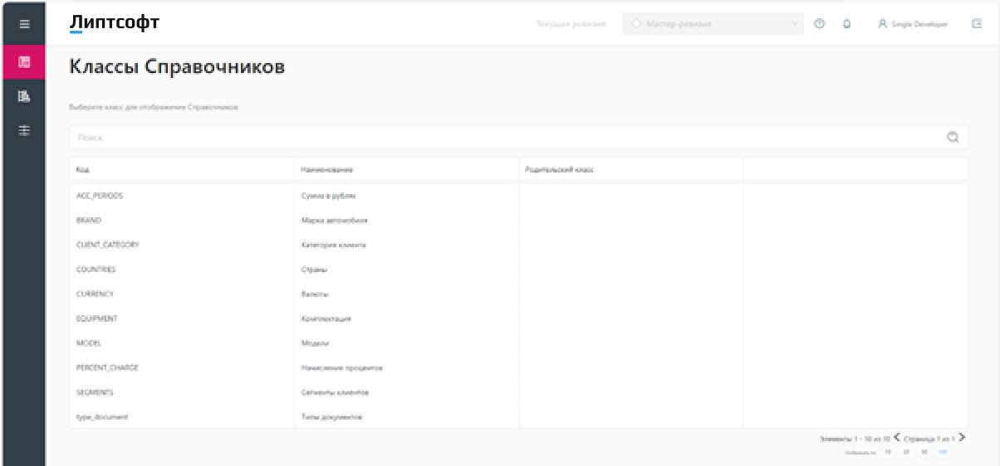 Липтсофт
Текущая ревизия
Мастер-ревизия
Single Developer
Классы Справочников
Выберите класс для отображения Справочников
Поиск
Код Наименование Родительский класс
ACC_PERIODS Сумма в рублях
BRAND Марка автомобиля
CLIENT_CATEGORY Категория клиента
COUNTRIES Страны
CURRENCY Валюты
EQUIPMENT Комплектация
MODEL Модели
PERCENT_CHARGE Начисление процентов
SEGMENTS Сегменты клиентов
type_document Типы документов
Элементы 1 - 10 из 10 Страница 1 из 1
Отображать по: 10 20 50 100